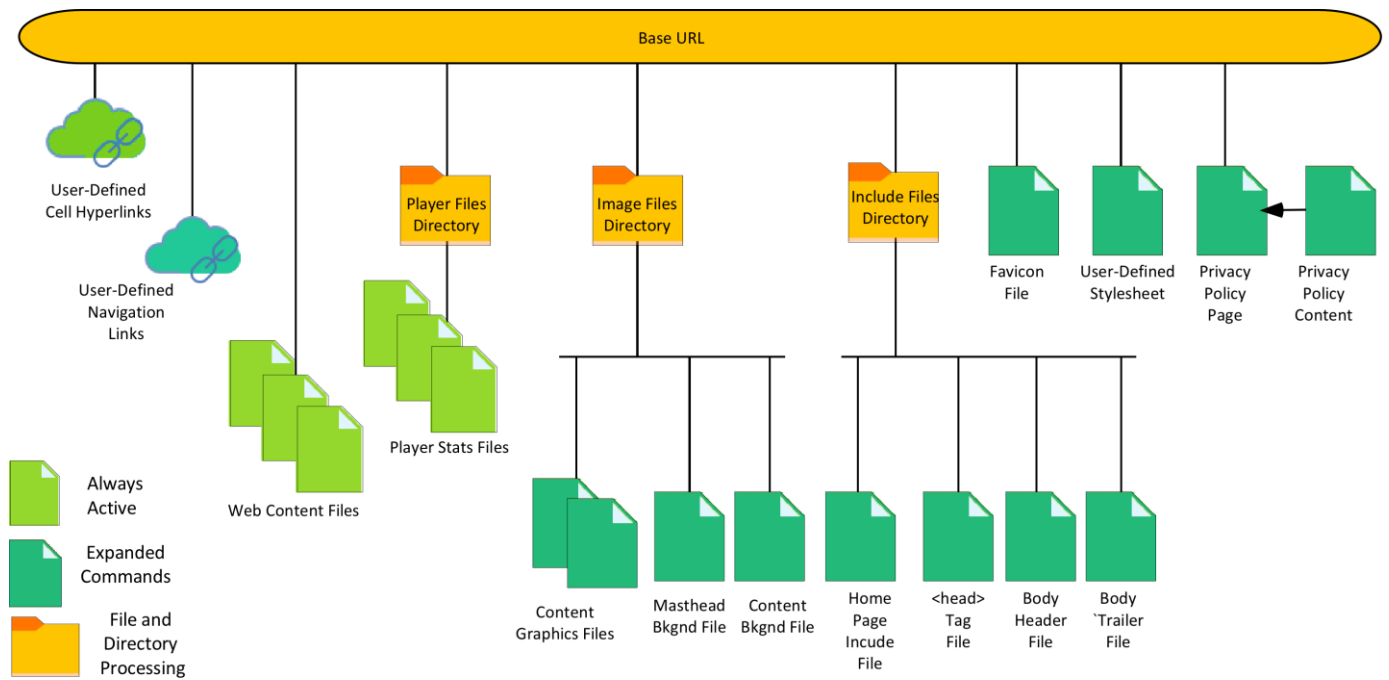 Base URL
User-Defined
Cell Hyperlinks
User-Defined
Navigation
Links
Web Content Files
Player Files
Directory
Player Stats Files
Image Files
Directory
Content
Graphics Files
Masthead
Bkgnd File
Content
Bkgnd File
Include Files
Directory
Home
Page
Incude
File
<head>
Tag
File
Body
Header
File
Body
`Trailer
File
Favicon
File
User-Defined
Stylesheet
Privacy
Policy
Page
Privacy
Policy
Content
Always
Active
Expanded
Commands
File and
Directory
Processing